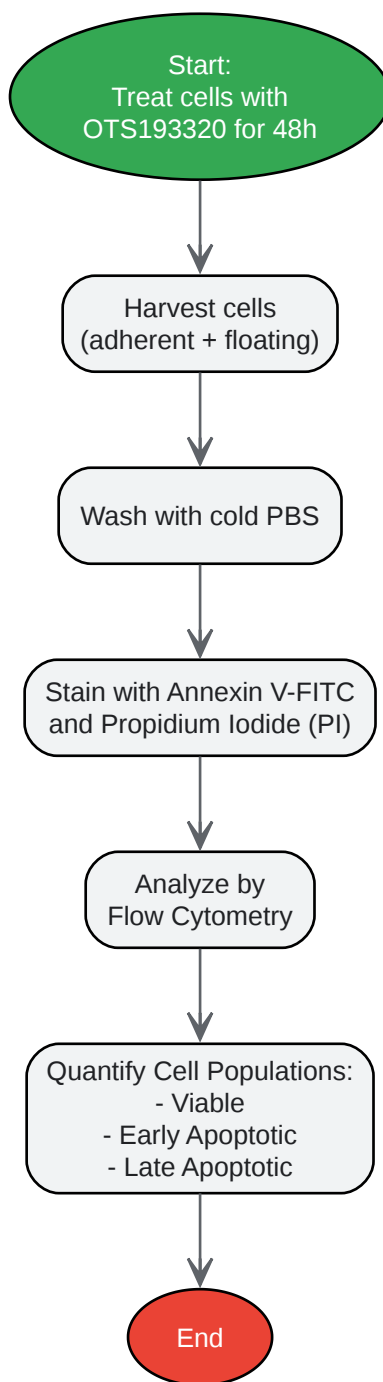 Start:
Treat cells with
OTS193320 for 48h
Harvest cells
(adherent + floating)
Wash with cold PBS
Stain with Annexin V-FITC
and Propidium Iodide (PI)
Analyze by
Flow Cytometry
Quantify Cell Populations:
- Viable
- Early Apoptotic
- Late Apoptotic
End